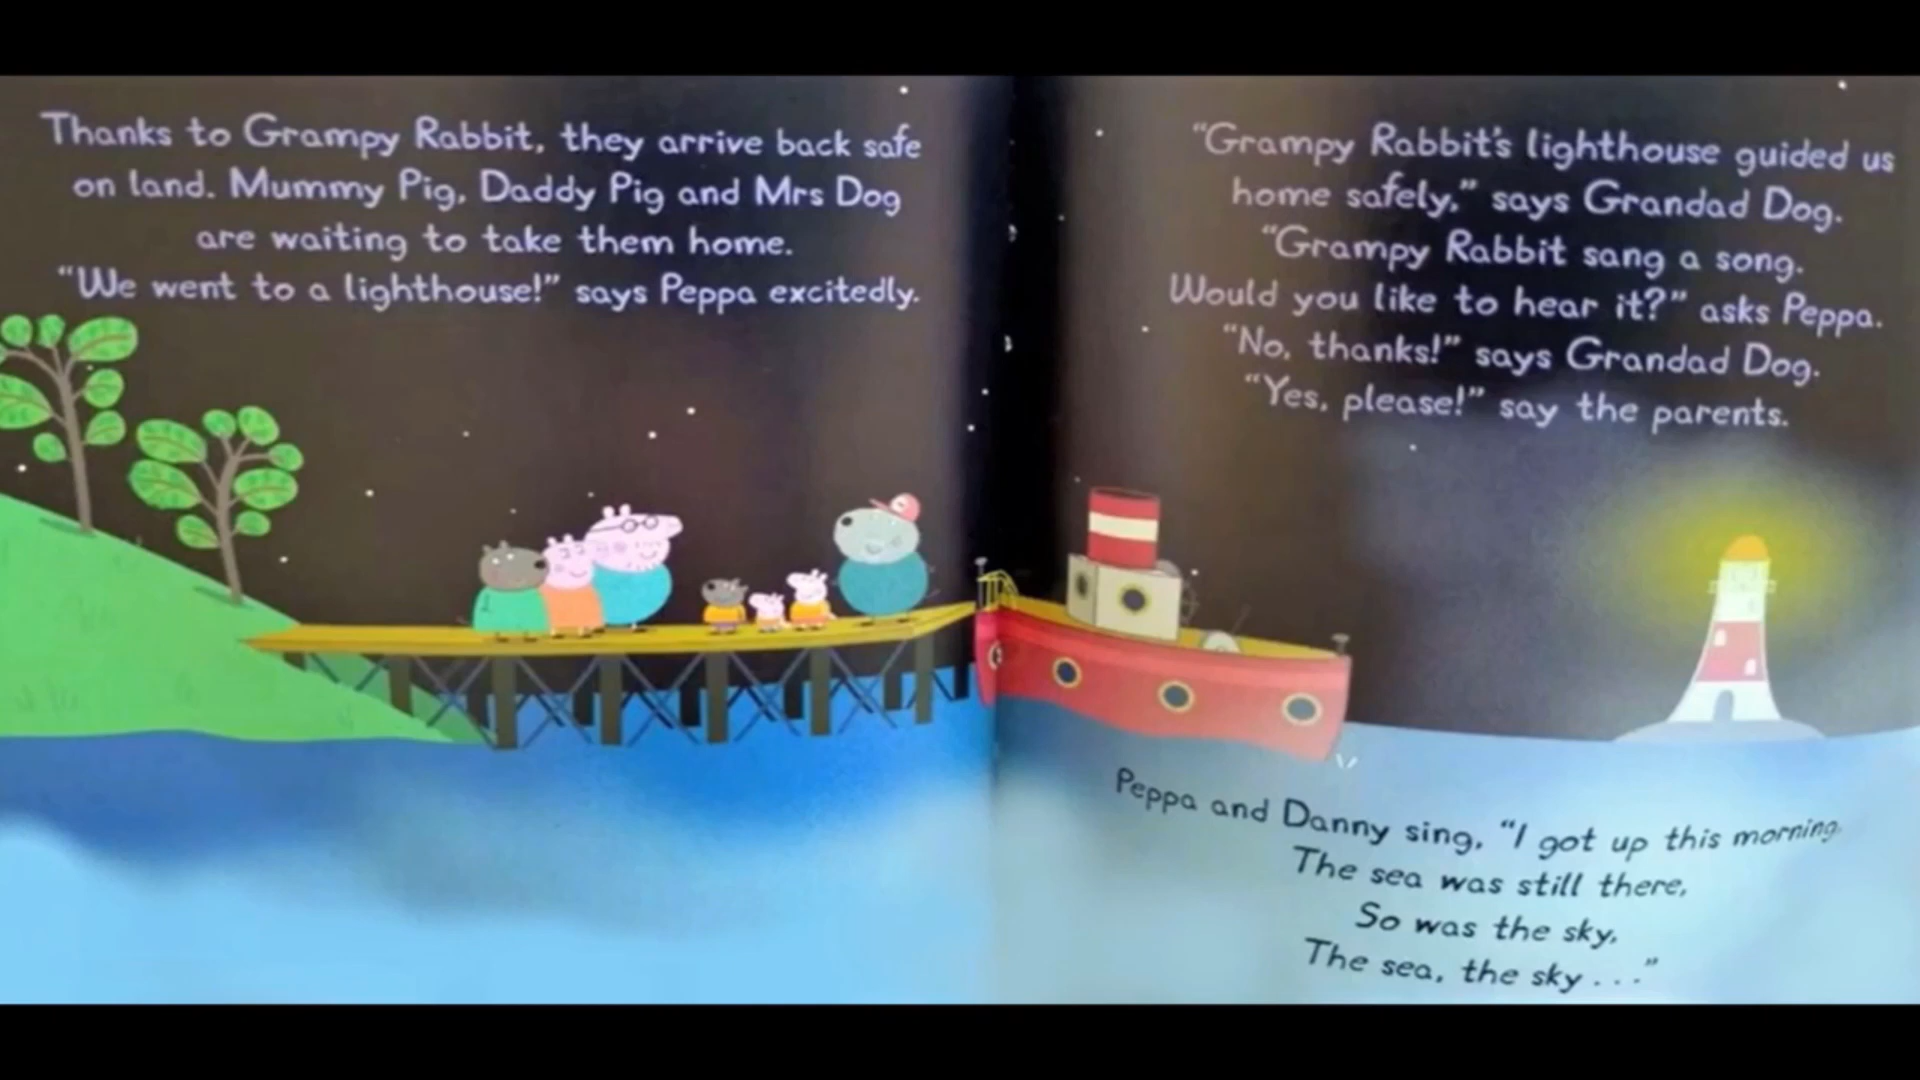 Thanks to Grampy Rabbit, they arrive back safe
on land. Mummy Pig, Daddy Pig and Mrs Dog
are waiting to take them home.
“We went to a lighthouse!” says Peppa excitedly.
“Grampy Rabbit’s lighthouse guided us
home safely,” says Grandad Dog.
“Grampy Rabbit sang a song.
Would you like to hear it?” asks Peppa.
“No, thanks!” says Grandad Dog.
“Yes, please!” say the parents.
Peppa and Danny sing, “I got up this morning,
The sea was still there,
So was the sky,
The sea, the sky . . .”